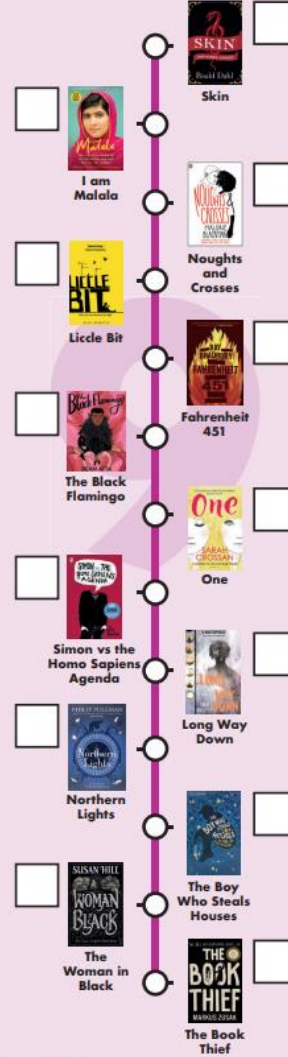 SKIN
Roald Dahl
Skin
Malala
I am
Malala
NOUGHTS
&
CROSSES
MALORIE
BLACKMAN
Noughts
and
Crosses
LICCLE
BIT
Liccle Bit
9
RAY
BRADBURY
FAHRENHEIT
451
Fahrenheit
451
The Black Flamingo
DEAN ATTA
The Black
Flamingo
One
SARAH
CROSSAN
One
SIMON VS. THE
HOMO SAPIENS
AGENDA
Simon vs the
Homo Sapiens
Agenda
LONG
WAY
DOWN
Long Way
Down
PHILIP PULLMAN
Northern
Lights
Northern
Lights
THE
BOY WHO
STEALS
HOUSES
The Boy
Who Steals
Houses
SUSAN HILL
THE
WOMAN
IN
BLACK
The
Woman in
Black
THE
BOOK
THIEF
MARKUS ZUSAK
The Book
Thief